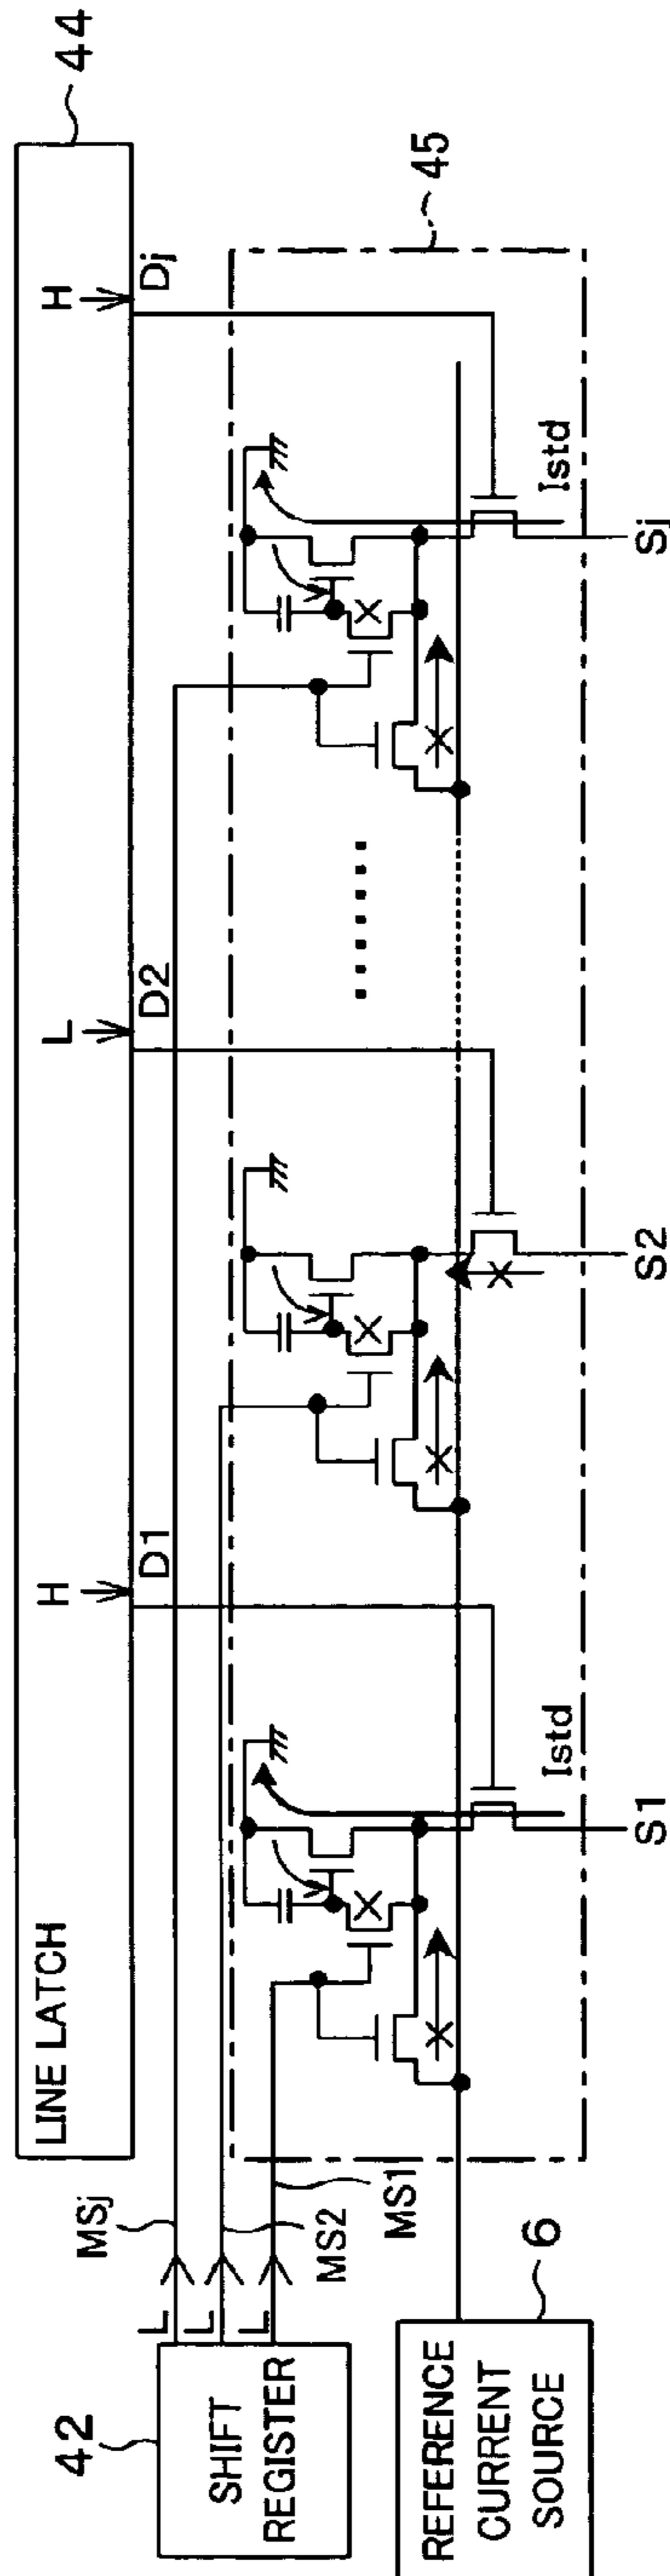 LINE LATCH
44
H
D1
L
D2
H
Dj
MSj
MS2
MS1
L
L
L
42
SHIFT
REGISTER
45
Istd
Istd
S1
S2
Sj
REFERENCE
CURRENT
SOURCE
6